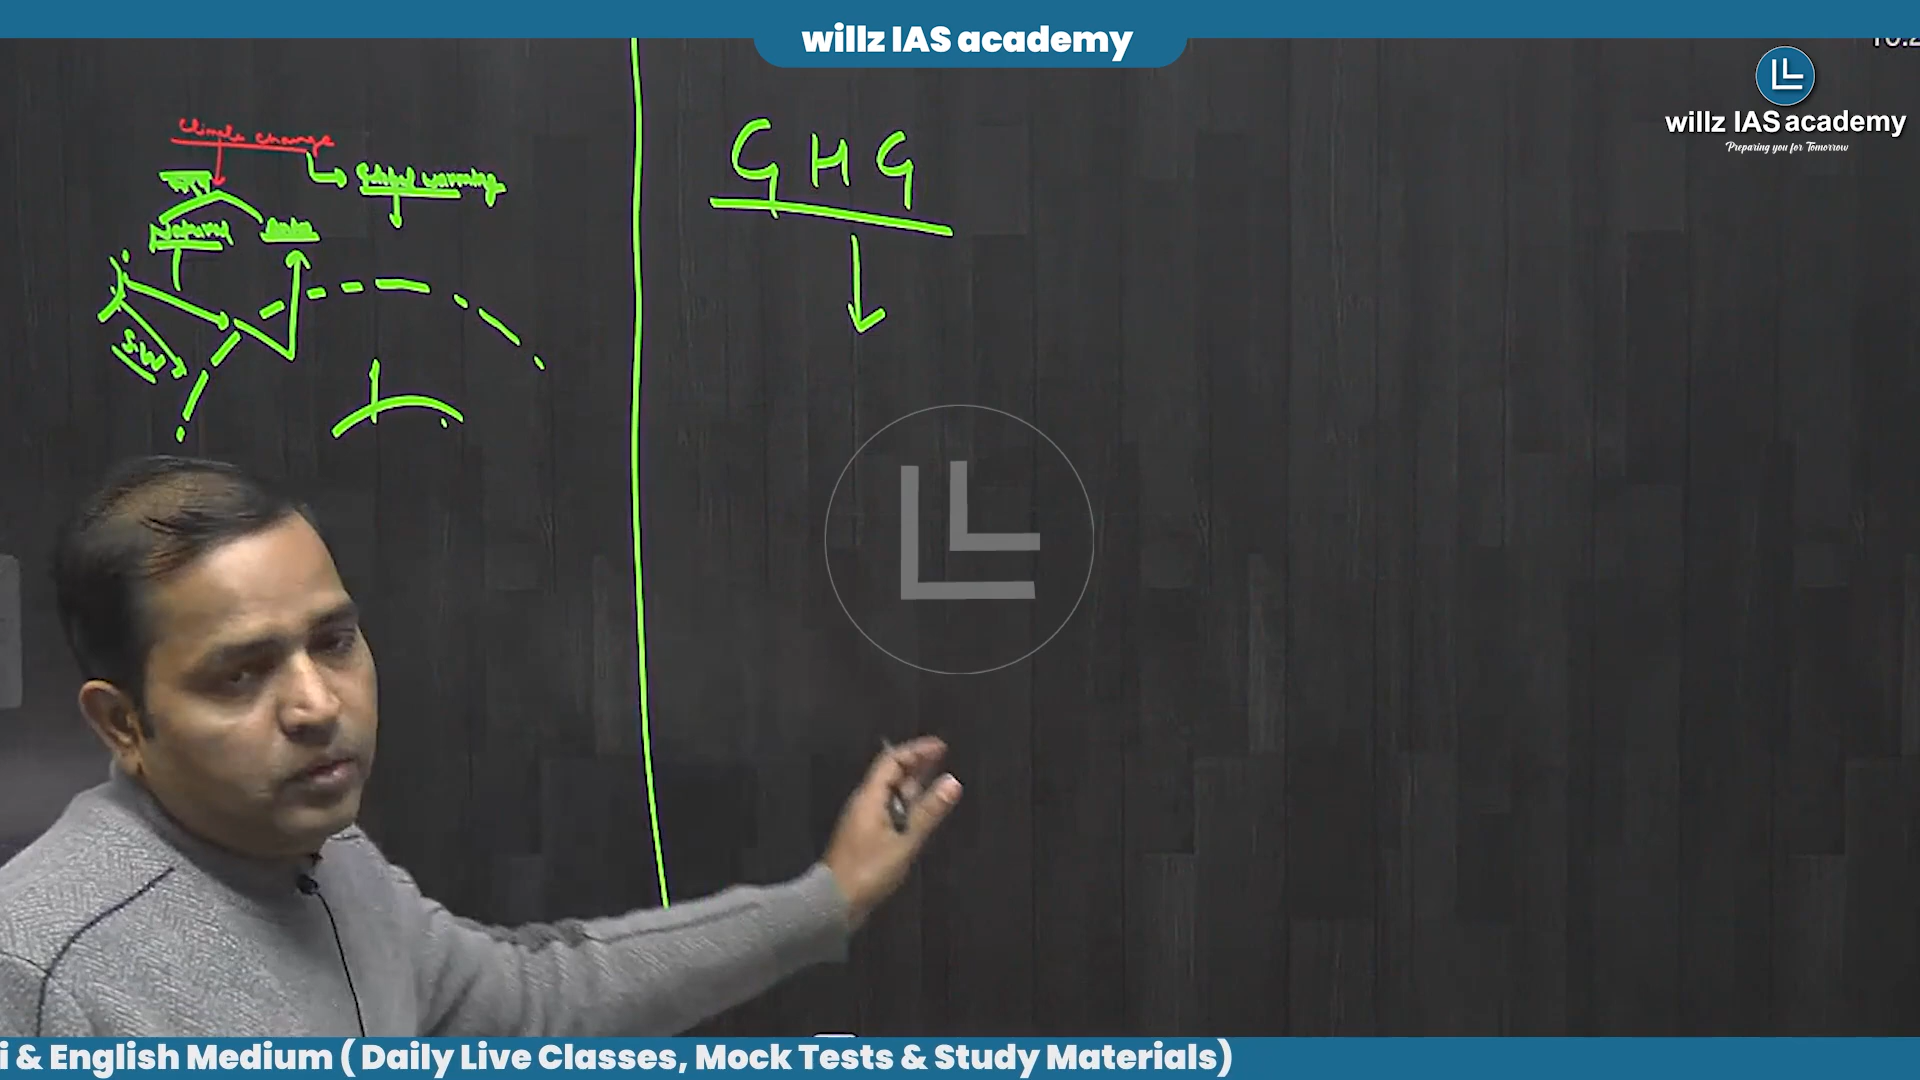 willz IAS academy
willz IAS academy
Preparing you for Tomorrow
Climate change
Global warming
Natural
GHG
i & English Medium ( Daily Live Classes, Mock Tests & Study Materials)